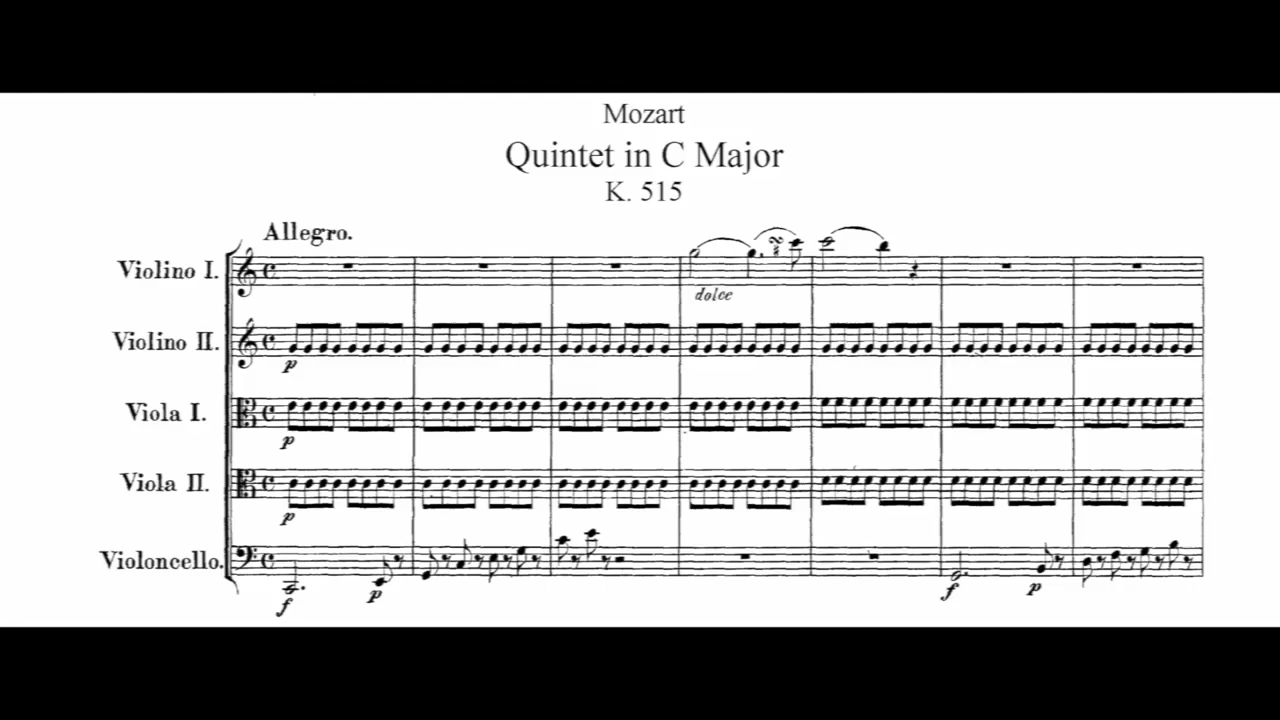 Mozart
Quintet in C Major
K. 515
Allegro.
Violino I.
dolce
Violino II.
p
Viola I.
p
Viola II.
p
Violoncello.
f p f p